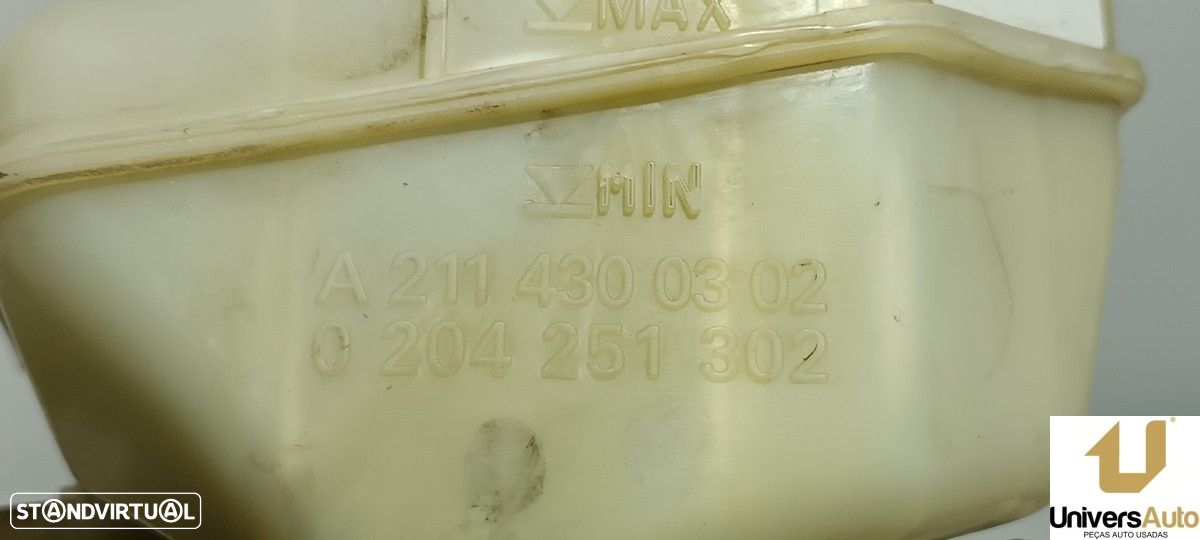 MAX
MIN
A 211 430 03 02
0 204 251 302
STANDVIRTUAL
UniversAuto
PEÇAS AUTO USADAS